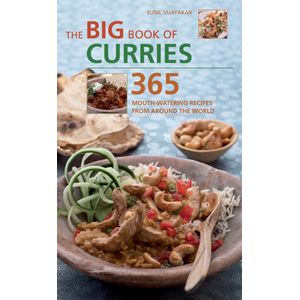 SUNIL VIJAYAKAR
THE BIG BOOK OF
CURRIES
365
MOUTH-WATERING RECIPES
FROM AROUND THE WORLD